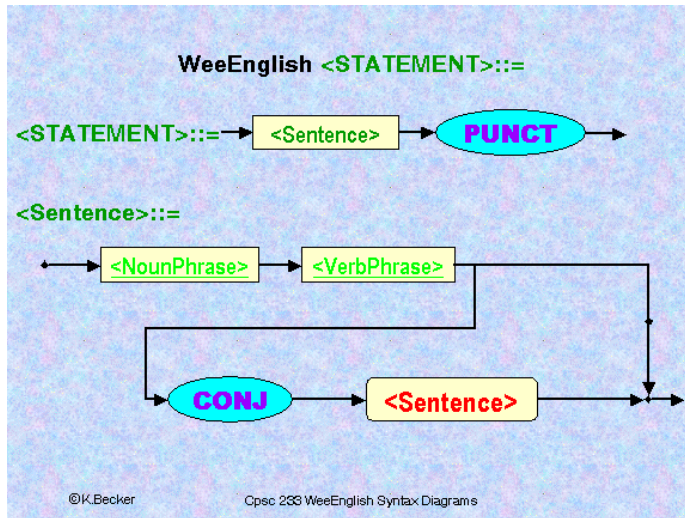 WeeEnglish <STATEMENT>::=
<STATEMENT>::= <Sentence> PUNCT
<Sentence>::=
<NounPhrase> <VerbPhrase>
CONJ <Sentence>
©K.Becker Cpsc 233 WeeEnglish Syntax Diagrams